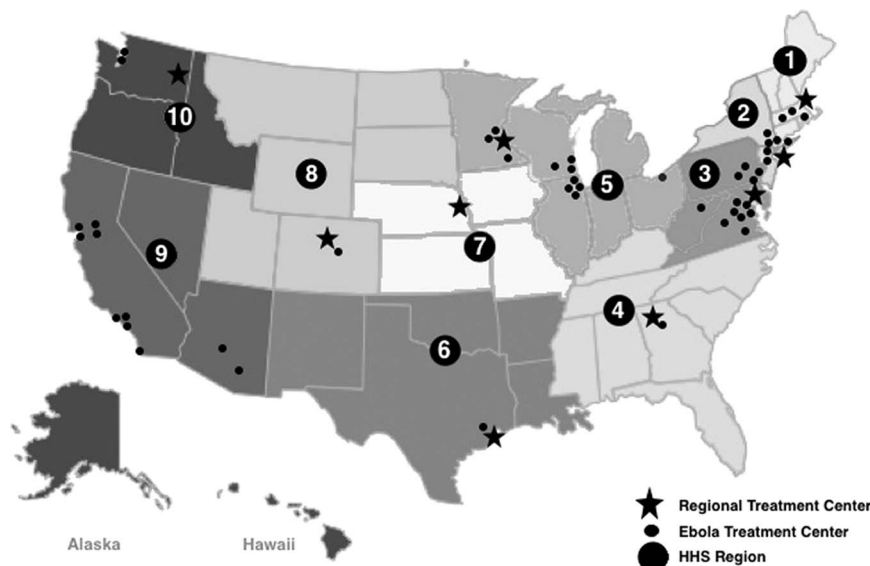 1
2
10
3
8
5
7
9
4
6
Regional Treatment Center
Ebola Treatment Center
Alaska
Hawaii
HHS Region